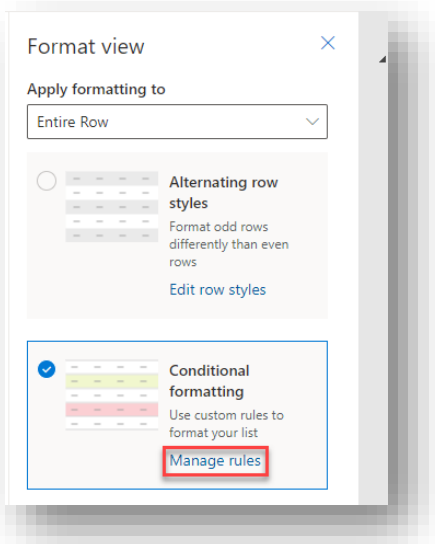 Format view
Apply formatting to
Entire Row
Alternating row
styles
Format odd rows
differently than even
rows
Edit row styles
Conditional
formatting
Use custom rules to
format your list
Manage rules